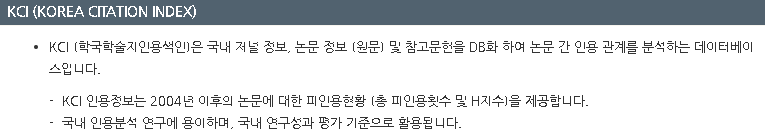 KCI (KOREA CITATION INDEX)
• KCI (학국학술지인용색인)은 국내 저널 정보, 논문 정보 (원문) 및 참고문헌을 DB화 하여 논문 간 인용 관계를 분석하는 데이터베이
스입니다.
- KCI 인용정보는 2004년 이후의 논문에 대한 피인용현황 (총 피인용횟수 및 H지수)을 제공합니다.
- 국내 인용분석 연구에 용이하며, 국내 연구성과 평가 기준으로 활용됩니다.